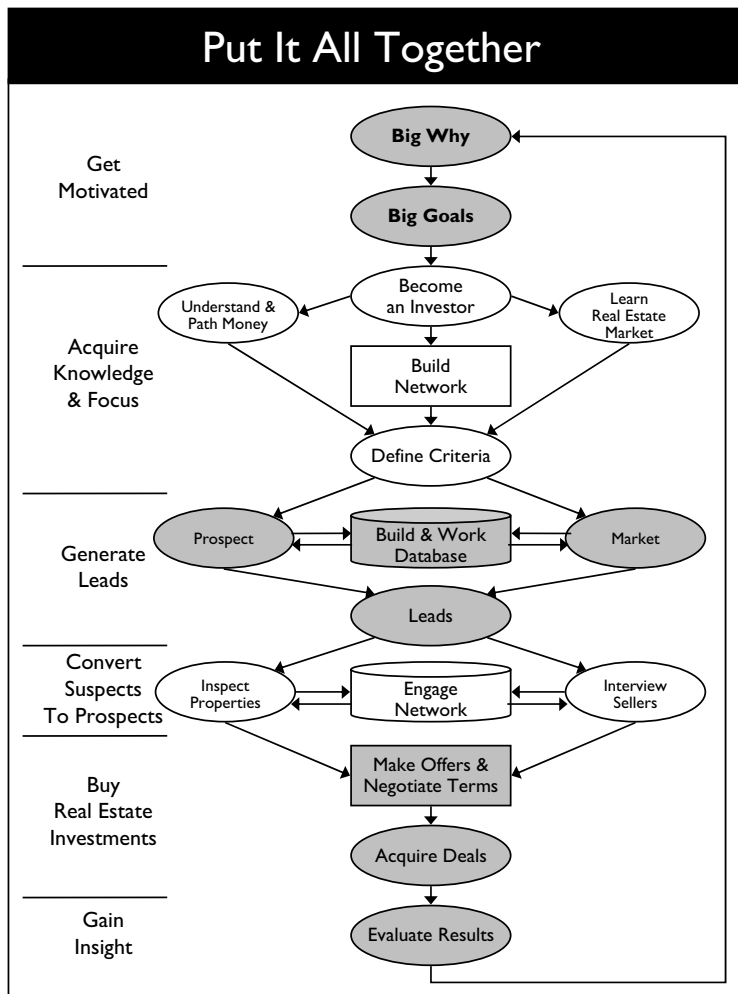 Put It All Together
Get
Motivated
Big Why
Big Goals
Acquire
Knowledge
& Focus
Become
an Investor
Understand &
Path Money
Learn
Real Estate
Market
Build
Network
Define Criteria
Generate
Leads
Prospect
Build & Work
Database
Market
Leads
Convert
Suspects
To Prospects
Inspect
Properties
Engage
Network
Interview
Sellers
Buy
Real Estate
Investments
Make Offers &
Negotiate Terms
Acquire Deals
Gain
Insight
Evaluate Results